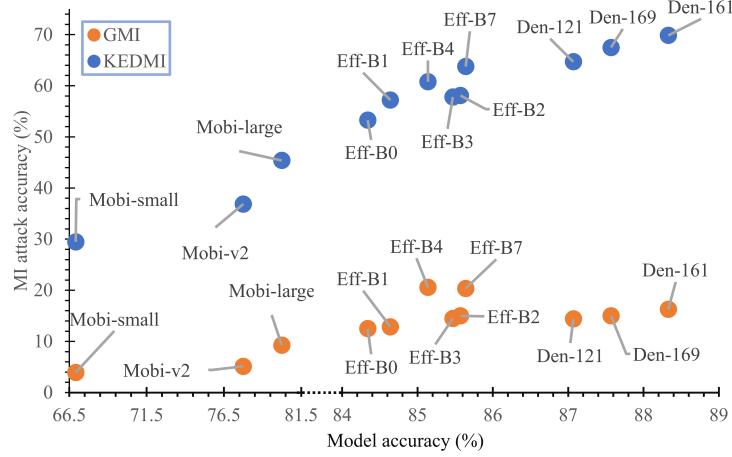 GMI
KEDMI
MI attack accuracy (%)
70
60
50
40
30
20
10
0
Den-161
Den-169
Den-121
Eff-B7
Eff-B4
Eff-B1
Eff-B2
Eff-B3
Eff-B0
Mobi-large
Mobi-small
Mobi-v2
Eff-B4
Eff-B7
Den-161
Eff-B1
Mobi-large
Eff-B2
Mobi-small
Eff-B3
Den-121
Den-169
Eff-B0
Mobi-v2
66.5 71.5 76.5 81.5 84 85 86 87 88 89
Model accuracy (%)